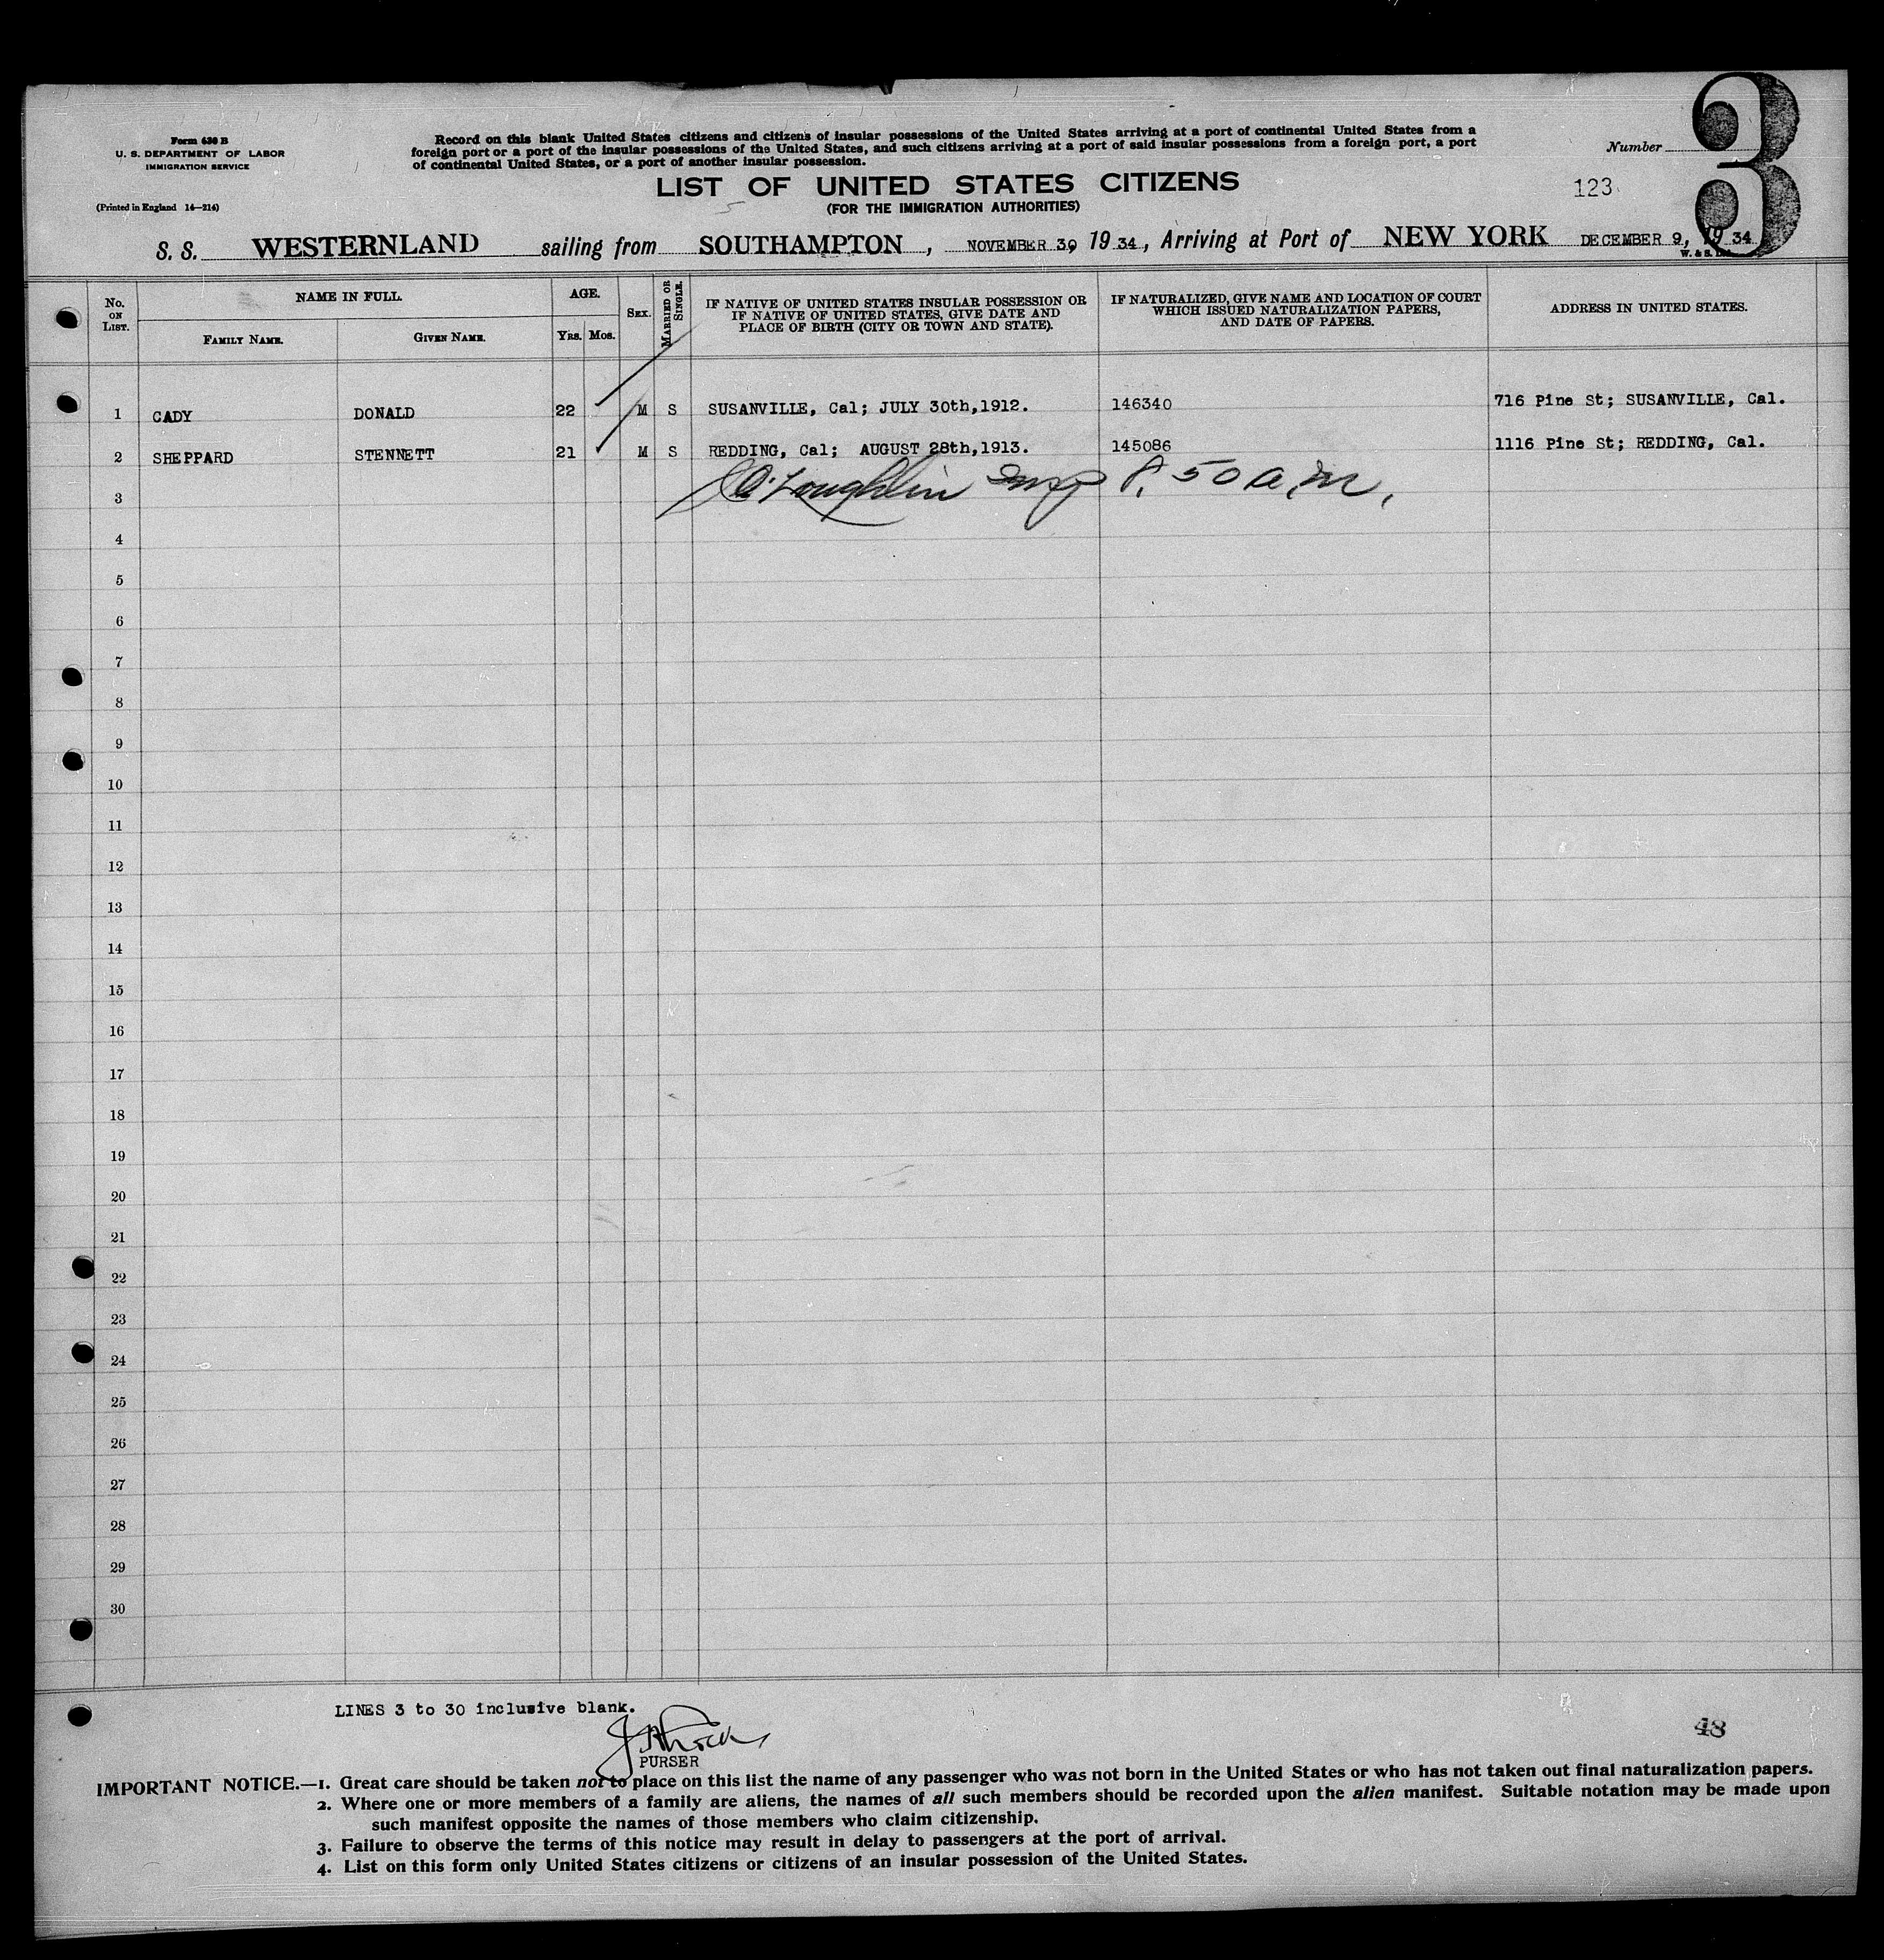 Form 630 B
U. S. DEPARTMENT OF LABOR
IMMIGRATION SERVICE
(Printed in England 14—214)
Record on this blank United States citizens and citizens of insular possessions of the United States arriving at a port of continental United States from a
foreign port or a port of the insular possessions of the United States, and such citizens arriving at a port of said insular possessions from a foreign port, a port
of continental United States, or a port of another insular possession.
LIST OF UNITED STATES CITIZENS
(FOR THE IMMIGRATION AUTHORITIES)
Number
3
123
S. S. WESTERNLAND sailing from SOUTHAMPTON, NOVEMBER 30, 1934, Arriving at Port of NEW YORK DECEMBER 9, 1934
No. ON LIST. NAME IN FULL. AGE. SEX. MARRIED OR SINGLE. IF NATIVE OF UNITED STATES INSULAR POSSESSION OR IF NATIVE OF UNITED STATES, GIVE DATE AND PLACE OF BIRTH (CITY OR TOWN AND STATE). IF NATURALIZED, GIVE NAME AND LOCATION OF COURT WHICH ISSUED NATURALIZATION PAPERS, AND DATE OF PAPERS. ADDRESS IN UNITED STATES.
FAMILY NAME. GIVEN NAME. YRS. MOS.
1 CADY DONALD 22 M S SUSANVILLE, Cal; JULY 30th,1912. 146340 716 Pine St; SUSANVILLE, Cal.
2 SHEPPARD STENNETT 21 M S REDDING, Cal; AUGUST 28th,1913. 145086 1116 Pine St; REDDING, Cal.
3 O'Loughlin Insp 8.50 a.m.
4
5
6
7
8
9
10
11
12
13
14
15
16
17
18
19
20
21
22
23
24
25
26
27
28
29
30
LINES 3 to 30 inclusive blank.
PURSER
48
IMPORTANT NOTICE.—1. Great care should be taken not to place on this list the name of any passenger who was not born in the United States or who has not taken out final naturalization papers.
2. Where one or more members of a family are aliens, the names of all such members should be recorded upon the alien manifest. Suitable notation may be made upon
such manifest opposite the names of those members who claim citizenship.
3. Failure to observe the terms of this notice may result in delay to passengers at the port of arrival.
4. List on this form only United States citizens or citizens of an insular possession of the United States.